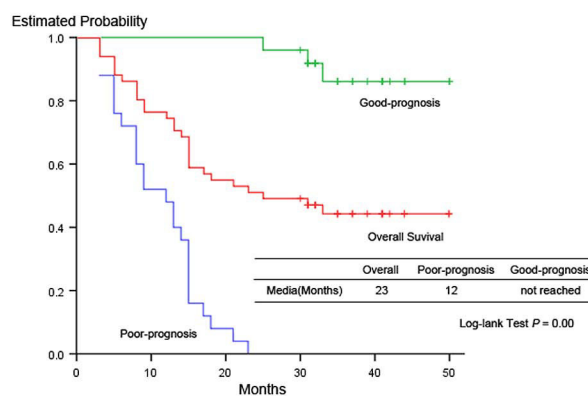 Estimated Probability
1.0
0.8
0.6
0.4
0.2
0.0
Good-prognosis
Overall Suvival
Poor-prognosis
Overall Poor-prognosis Good-prognosis
Media(Months) 23 12 not reached
Log-lank Test P = 0.00
0 10 20 30 40 50
Months